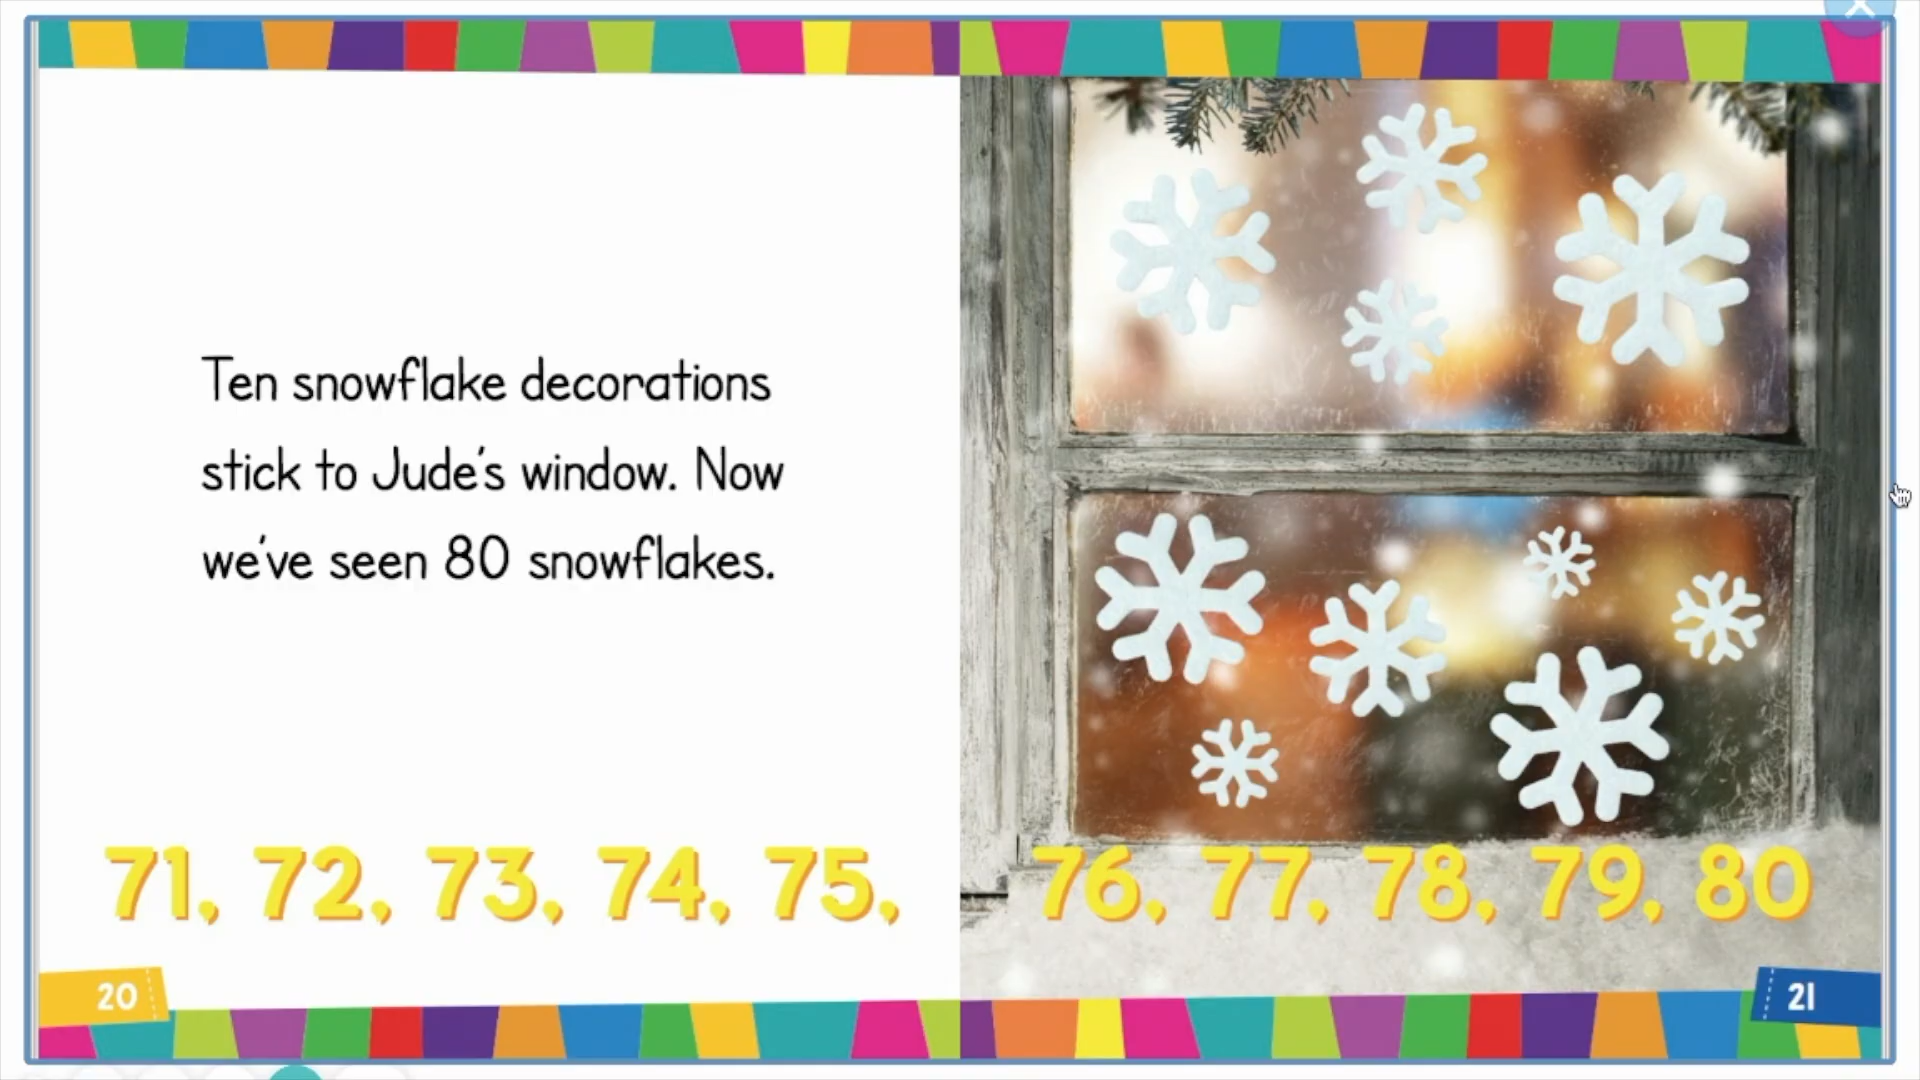 Ten snowflake decorations
stick to Jude's window. Now
we've seen 80 snowflakes.
71, 72, 73, 74, 75,
76, 77, 78, 79, 80
20
21